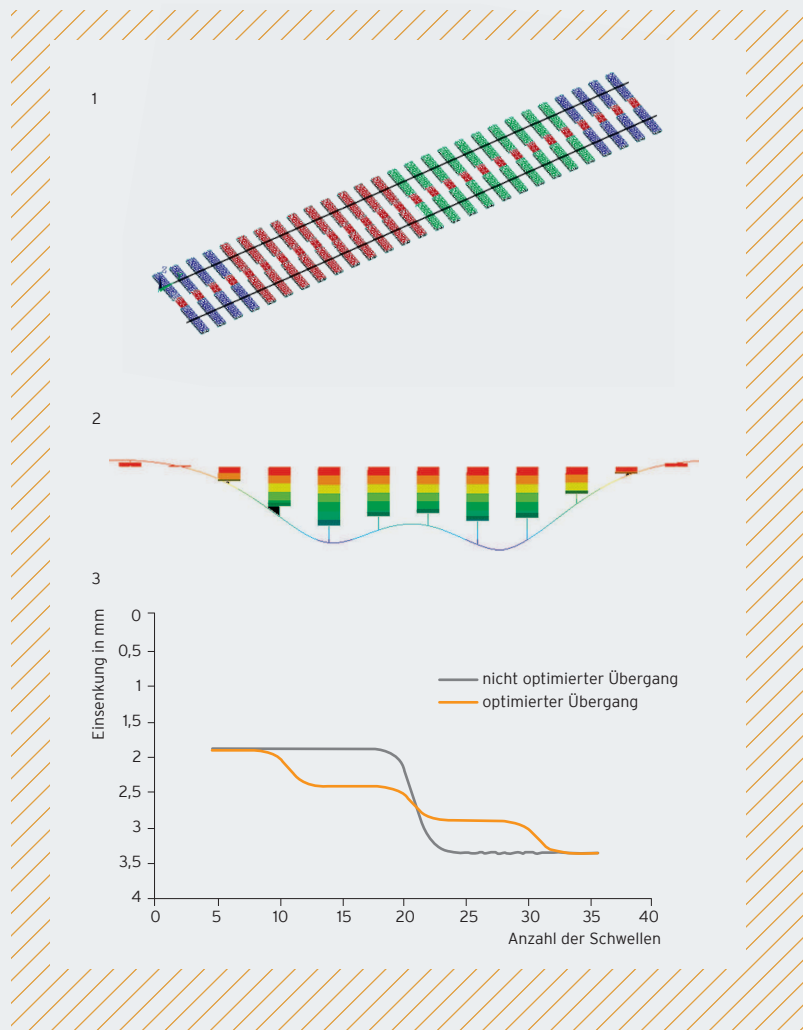 1
2
3
Einsenkung in mm
0
0,5
1
1,5
2
2,5
3
3,5
4
nicht optimierter Übergang
optimierter Übergang
0 5 10 15 20 25 30 35 40
Anzahl der Schwellen